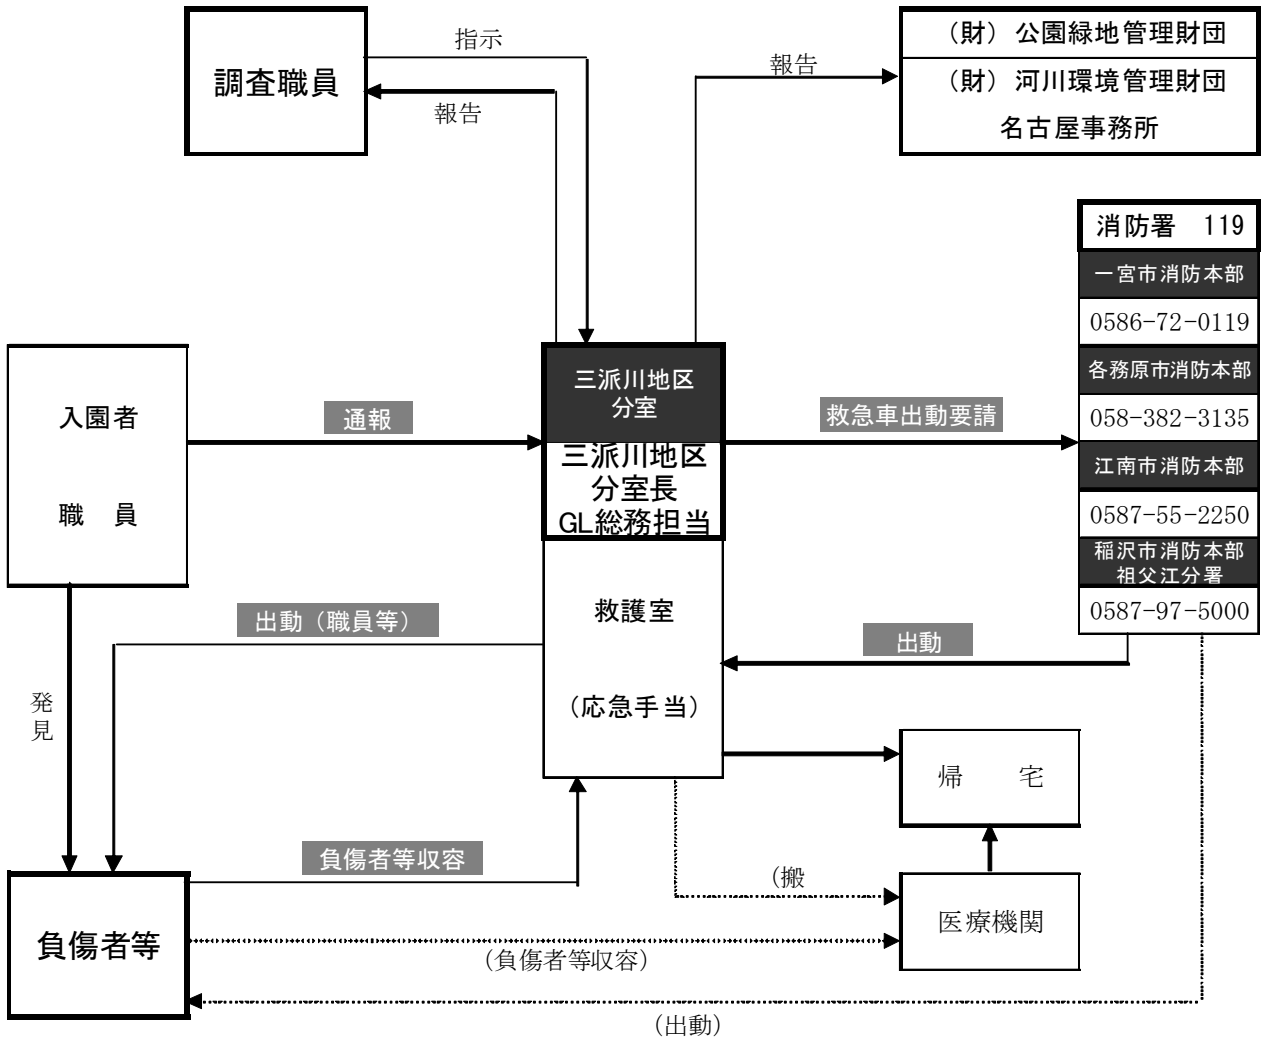 調査職員
指示
報告
報告
（財）公園緑地管理財団
（財）河川環境管理財団
名古屋事務所
消防署　119
一宮市消防本部
0586-72-0119
各務原市消防本部
058-382-3135
江南市消防本部
0587-55-2250
稲沢市消防本部
祖父江分署
0587-97-5000
入園者
職　員
通報
三派川地区
分室
三派川地区
分室長
GL総務担当
救急車出動要請
救護室
（応急手当）
出動（職員等）
出動
発見
帰　宅
負傷者等収容
(搬
医療機関
負傷者等
(負傷者等収容)
(出動)